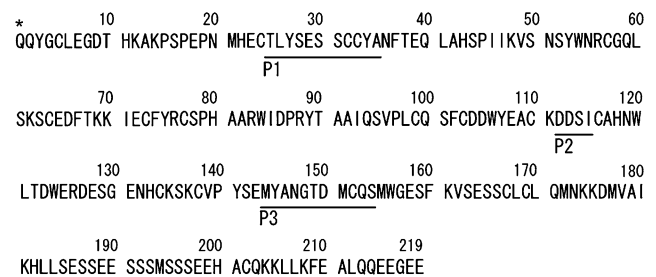 * 10 20 30 40 50 60
QQYGCLEGDT HKAKPSPEPN MHECTLYSES SCCYANFTEQ LAHSPIIKVS NSYWNRCGQL
P1
70 80 90 100 110 120
SKSCEDFTKK IECFYRCSPH AARWIDPRYT AAIQSVPLCQ SFCDDWYEAC KDDSICAHNW
P2
130 140 150 160 170 180
LTDWERDESG ENHCKSKCVP YSEMYANGTD MCQSMWGESF KVSESSCLCL QMNKKDMVAI
P3
190 200 210 219
KHLLSESSEE SSSMSSSEEH ACQKKLLKFE ALQQEEGEE